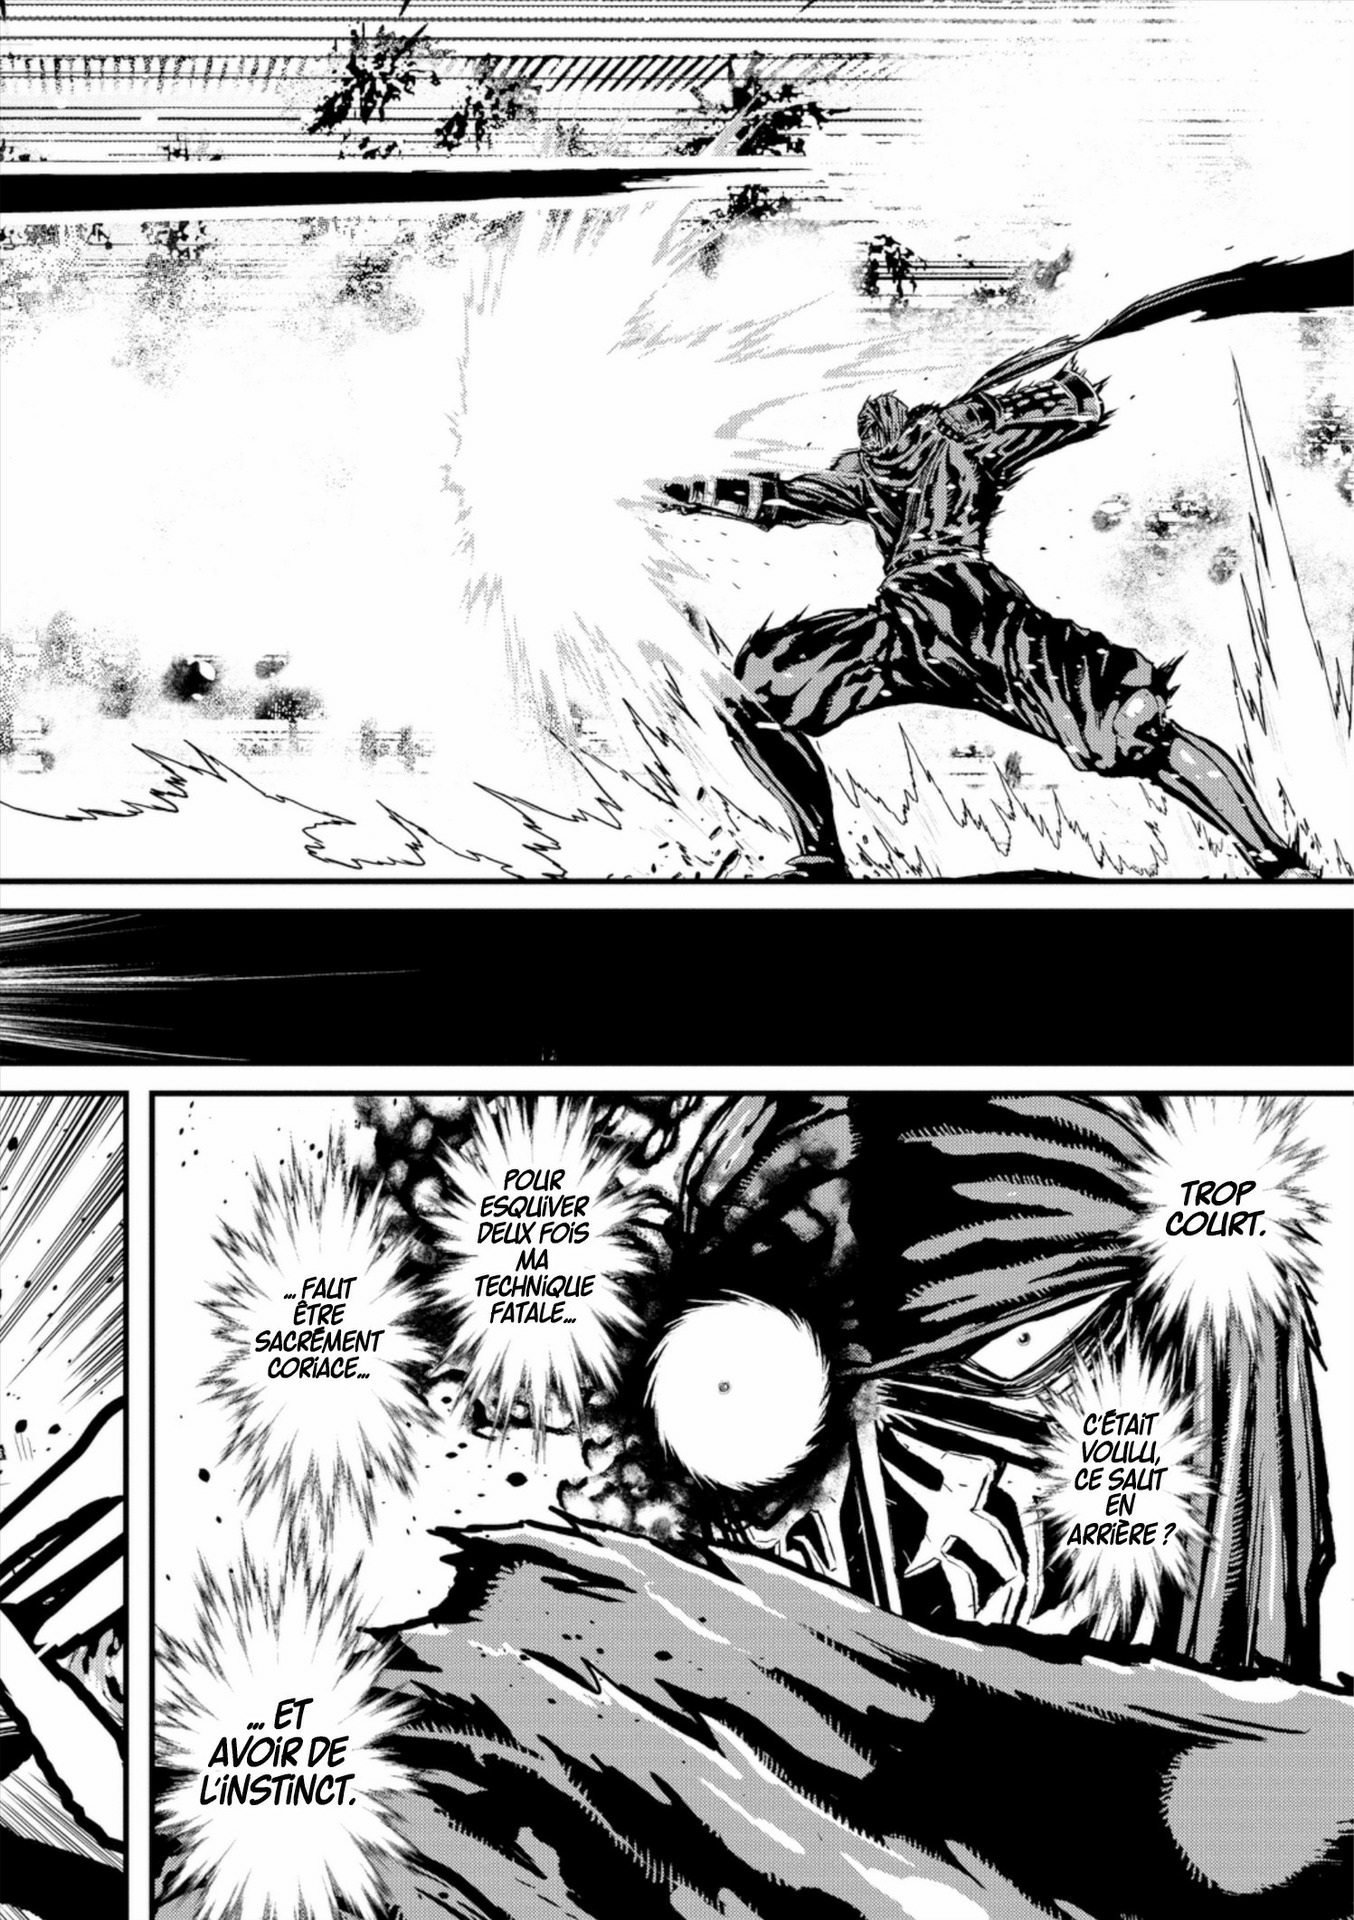 TROP
COURT.
C'ÉTAIT
VOULU,
CE SAUT
EN
ARRIÈRE ?
POUR
ESQUIVER
DEUX FOIS
MA
TECHNIQUE
FATALE...
... FAUT
ÊTRE
SACRÉMENT
CORIACE...
... ET
AVOIR DE
L'INSTINCT.